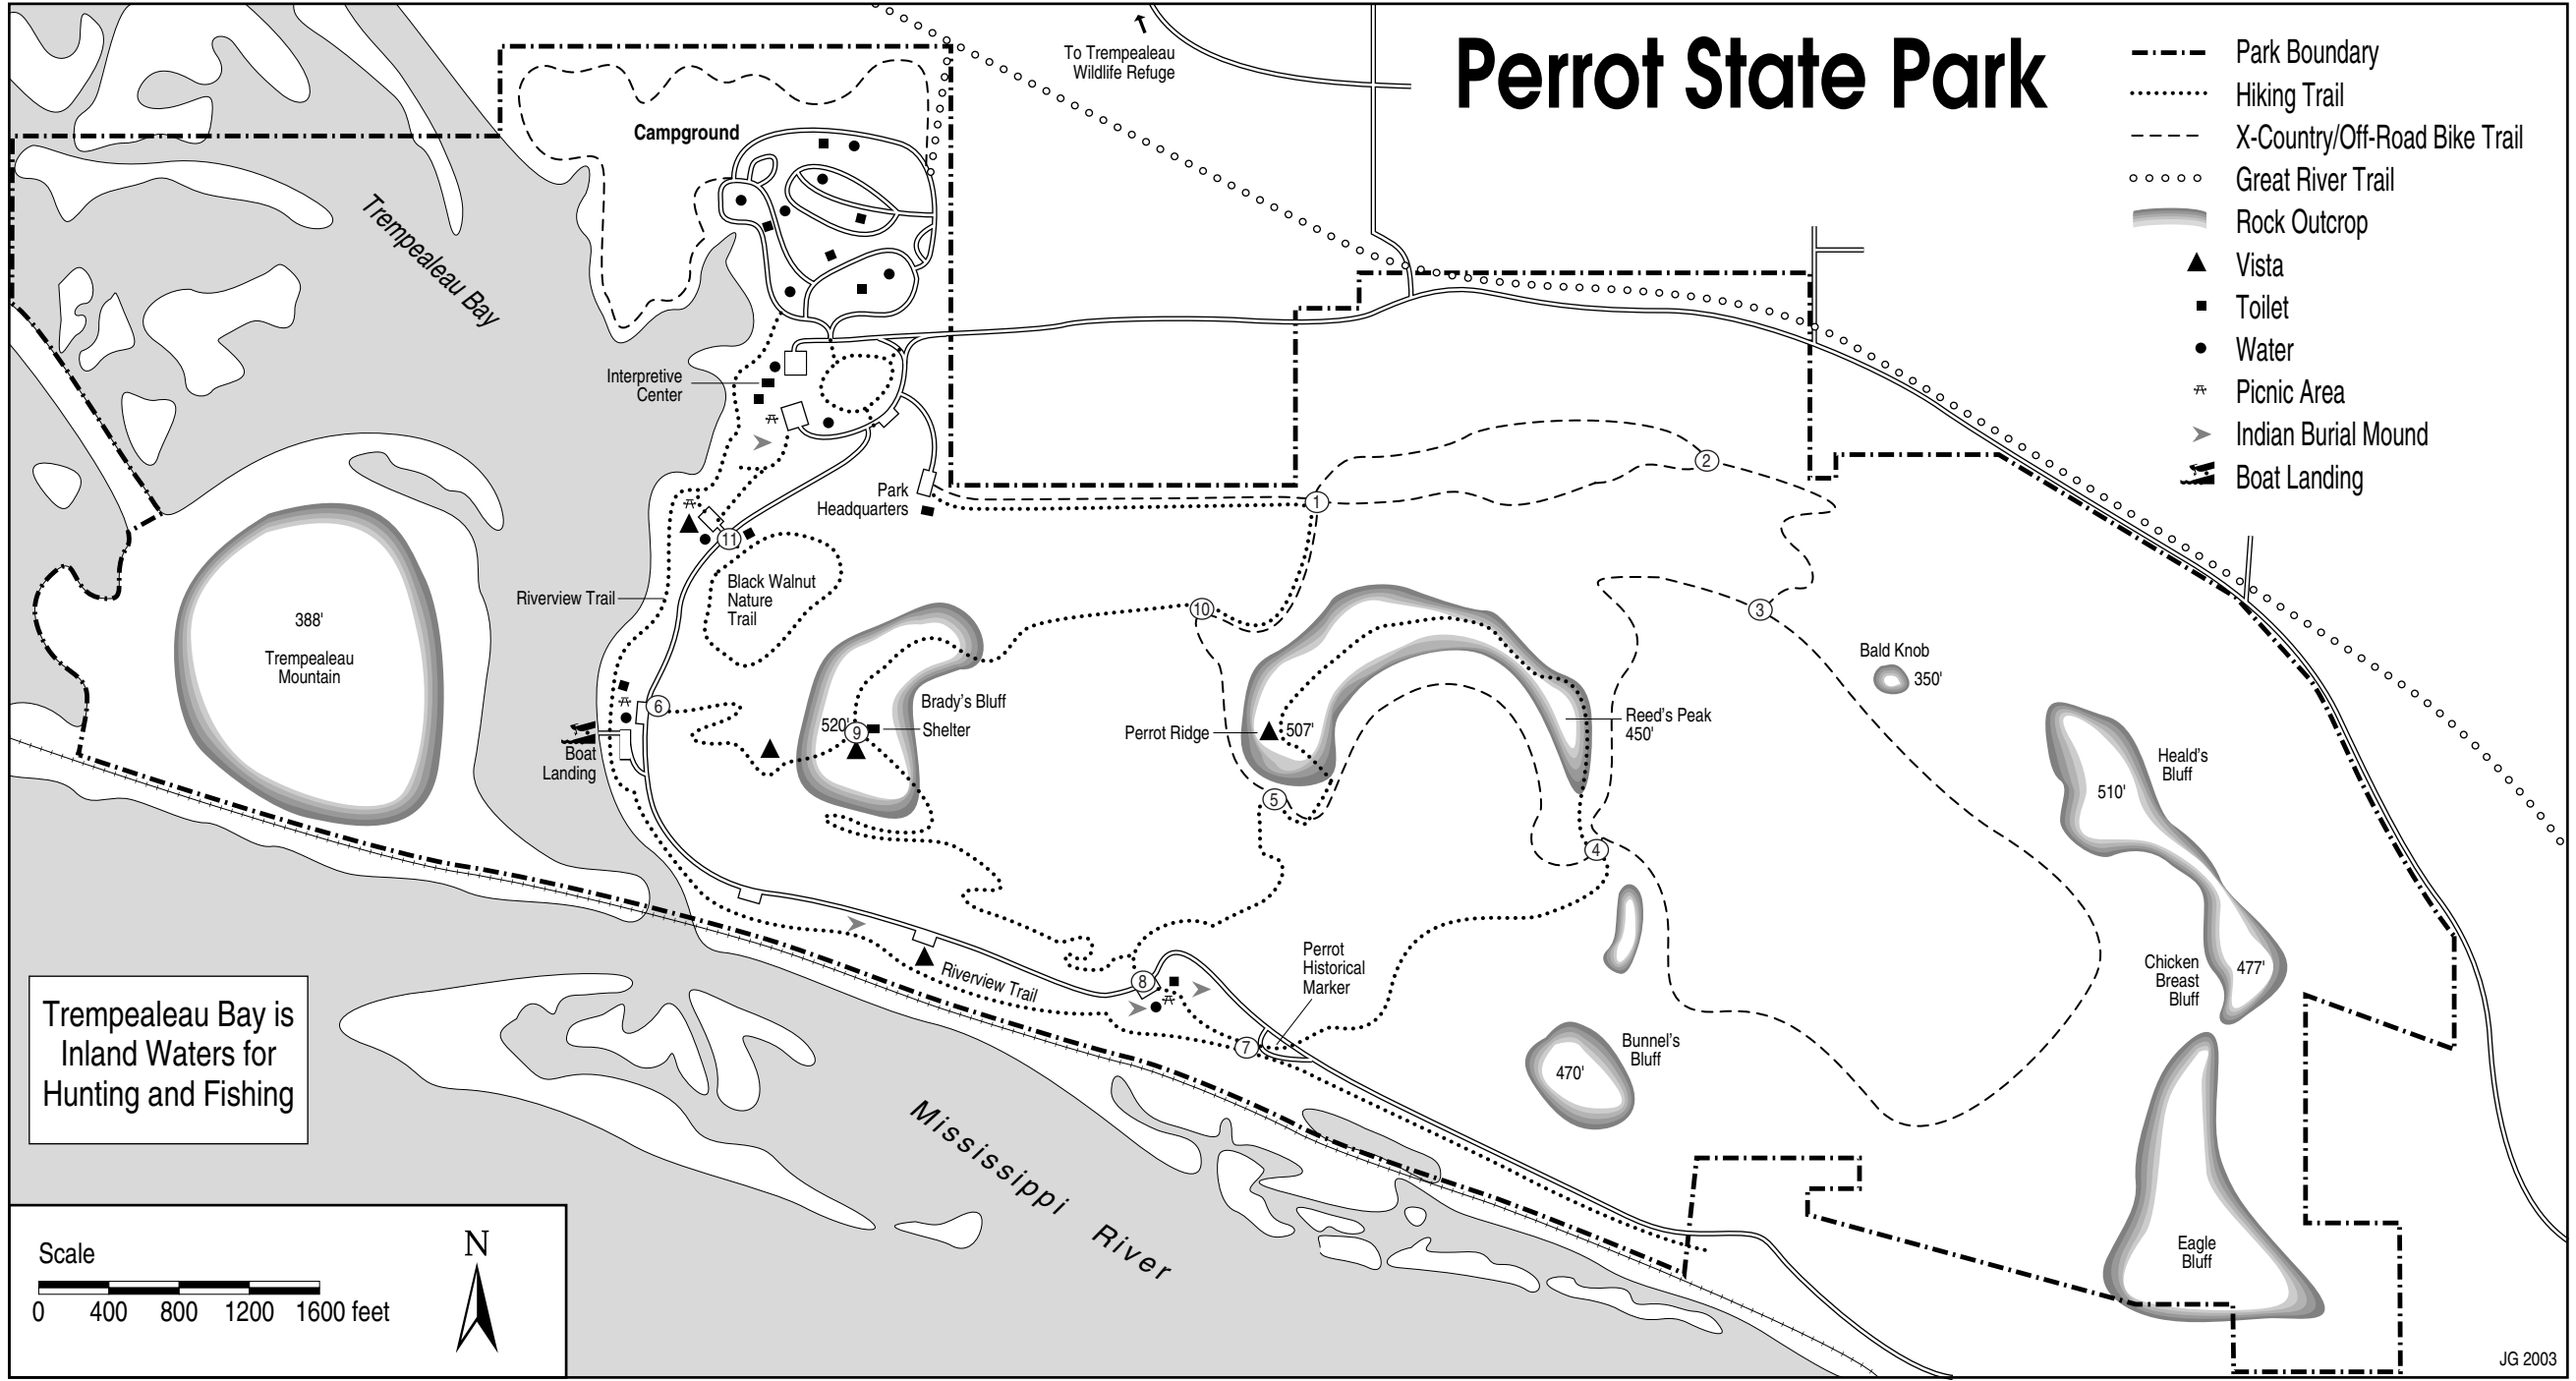 Perrot State Park
To Trempealeau
Wildlife Refuge
Park Boundary
Hiking Trail
X-Country/Off-Road Bike Trail
Great River Trail
Rock Outcrop
Vista
Toilet
Water
Picnic Area
Indian Burial Mound
Boat Landing
Campground
Trempealeau Bay
Interpretive
Center
Park
Headquarters
1
2
3
4
5
6
7
8
9
10
11
Black Walnut
Nature
Trail
Riverview Trail
388'
Trempealeau
Mountain
Boat
Landing
Brady's Bluff
520'
Shelter
Perrot Ridge
507'
Reed's Peak
450'
Bald Knob
350'
Heald's
Bluff
510'
Chicken
Breast
Bluff
477'
Perrot
Historical
Marker
Riverview Trail
Bunnel's
Bluff
470'
Eagle
Bluff
Trempealeau Bay is
Inland Waters for
Hunting and Fishing
Mississippi River
Scale
0 400 800 1200 1600 feet
N
JG 2003